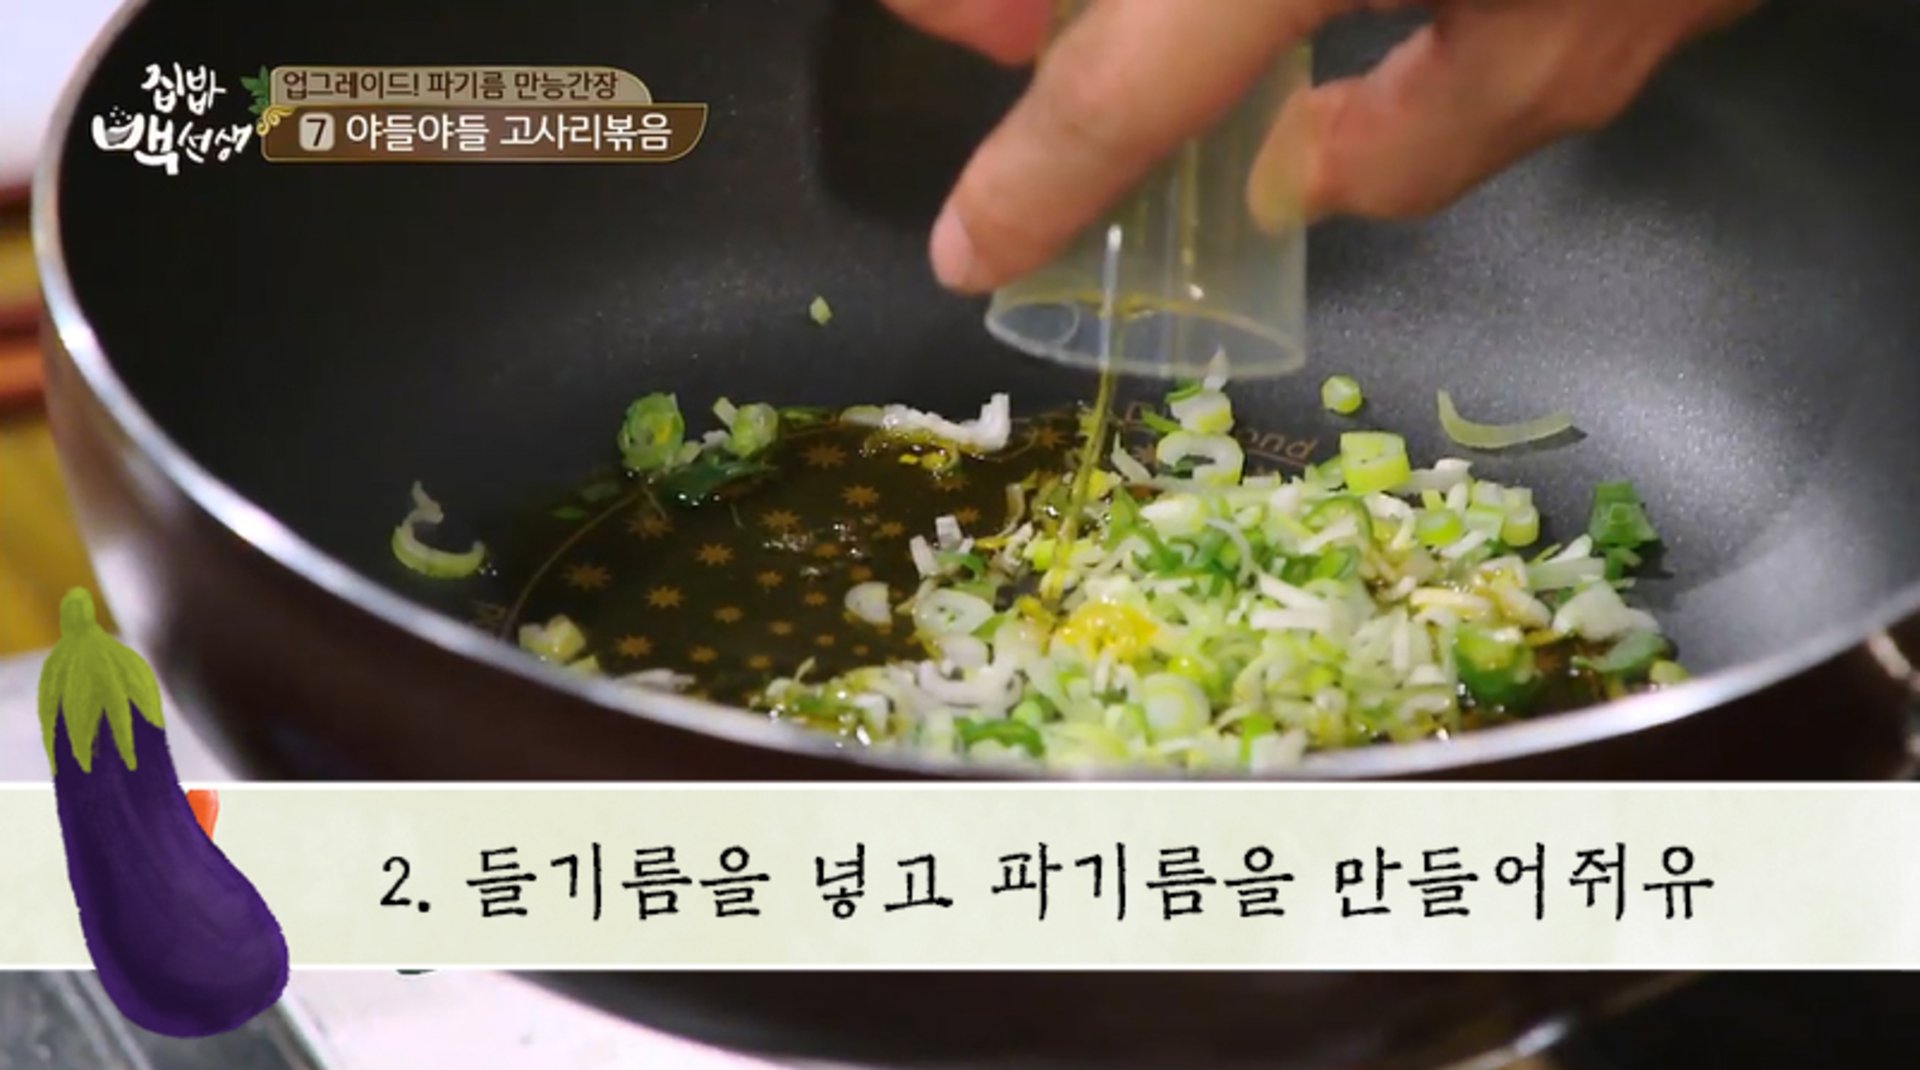 집밥
백선생
업그레이드! 파기름 만능간장
7 야들야들 고사리볶음
2. 들기름을 넣고 파기름을 만들어줘유